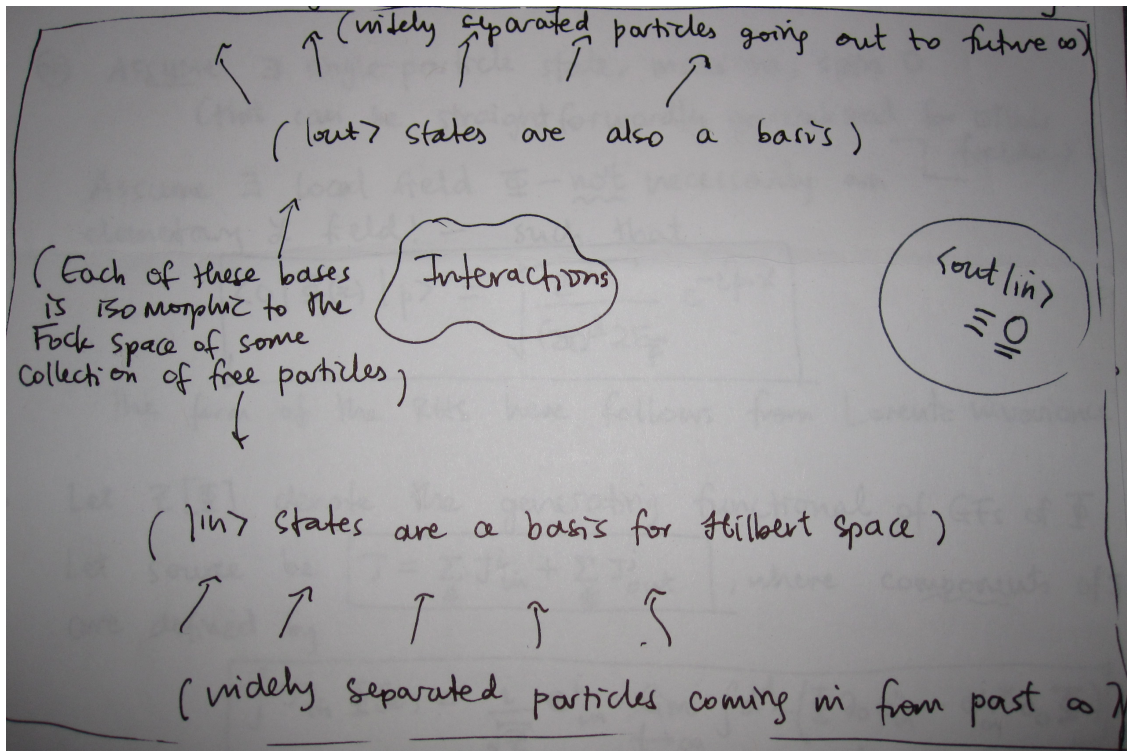 (widely separated particles going out to future ∞)
( |out> states are also a basis )
( Each of these bases
is isomorphic to the
Fock space of some
collection of free particles )
Interactions
<out|in>
( |in> states are a basis for Hilbert space )
( widely separated particles coming in from past ∞ )